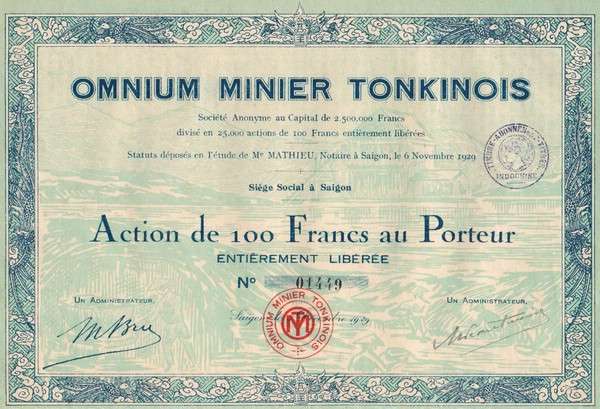 OMNIUM MINIER TONKINOIS
Société Anonyme au Capital de 2.500.000 Francs
divisé en 25.000 actions de 100 Francs entièrement libérées
Statuts déposés en l'étude de Me MATHIEU, Notaire à Saigon, le 6 Novembre 1929
TIMBRE-ABONNEMENT
INDOCHINE
Siège Social à Saigon
Action de 100 Francs au Porteur
ENTIÈREMENT LIBÉRÉE
No 01449
UN ADMINISTRATEUR,
UN ADMINISTRATEUR,
OMNIUM MINIER TONKINOIS
Saigon, 1929